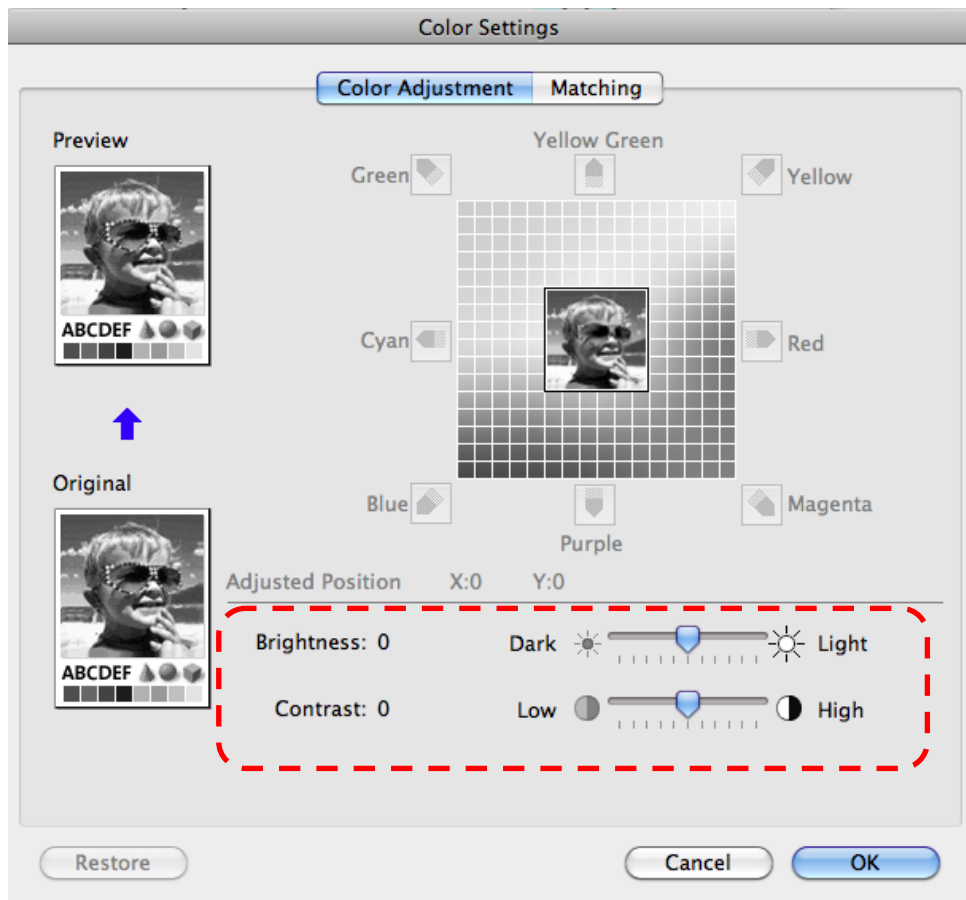 Color Settings
Color Adjustment Matching
Preview
Yellow Green
Green
Yellow
ABCDEF
Cyan
Red
Original
Blue
Magenta
Purple
Adjusted Position X:0 Y:0
Brightness: 0 Dark Light
ABCDEF
Contrast: 0 Low High
Restore Cancel OK